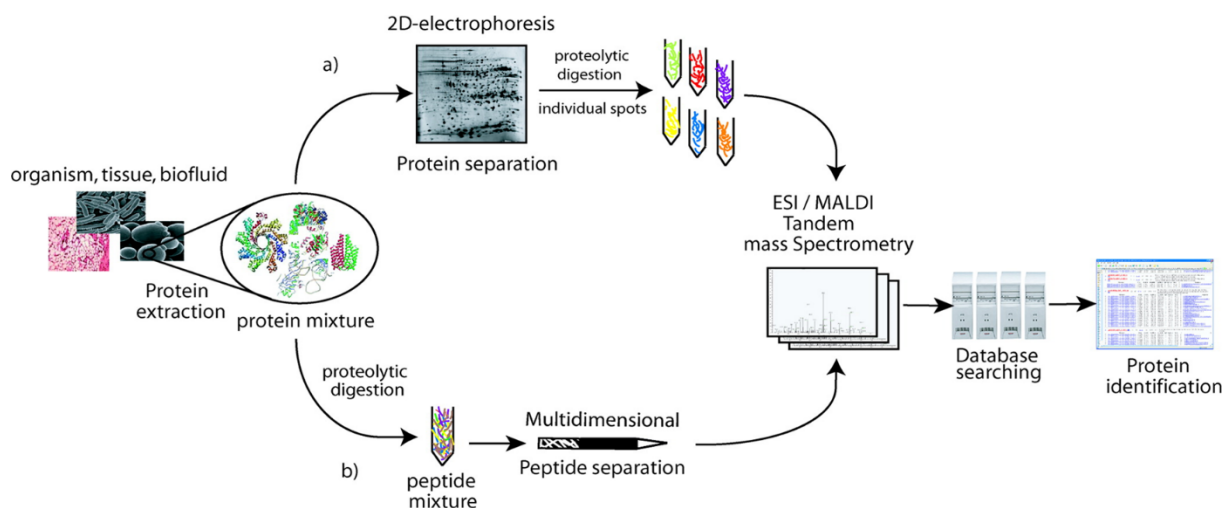 2D-electrophoresis
a)
proteolytic
digestion
individual spots
Protein separation
organism, tissue, biofluid
Protein
extraction
protein mixture
ESI / MALDI
Tandem
mass Spectrometry
Database
searching
Protein
identification
proteolytic
digestion
b)
peptide
mixture
Multidimensional
Peptide separation